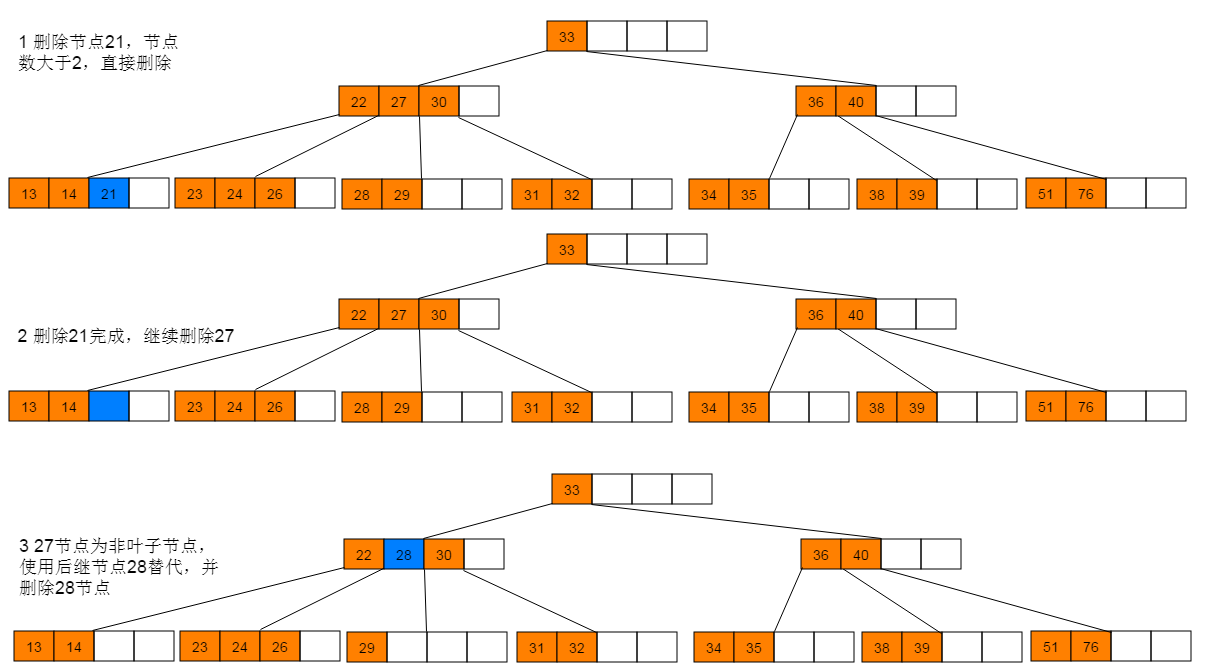 1 删除节点21，节点
数大于2，直接删除
33
22 27 30
36 40
13 14 21
23 24 26
28 29
31 32
34 35
38 39
51 76
33
22 27 30
36 40
2 删除21完成，继续删除27
13 14
23 24 26
28 29
31 32
34 35
38 39
51 76
33
3 27节点为非叶子节点，
使用后继节点28替代，并
删除28节点
22 28 30
36 40
13 14
23 24 26
29
31 32
34 35
38 39
51 76